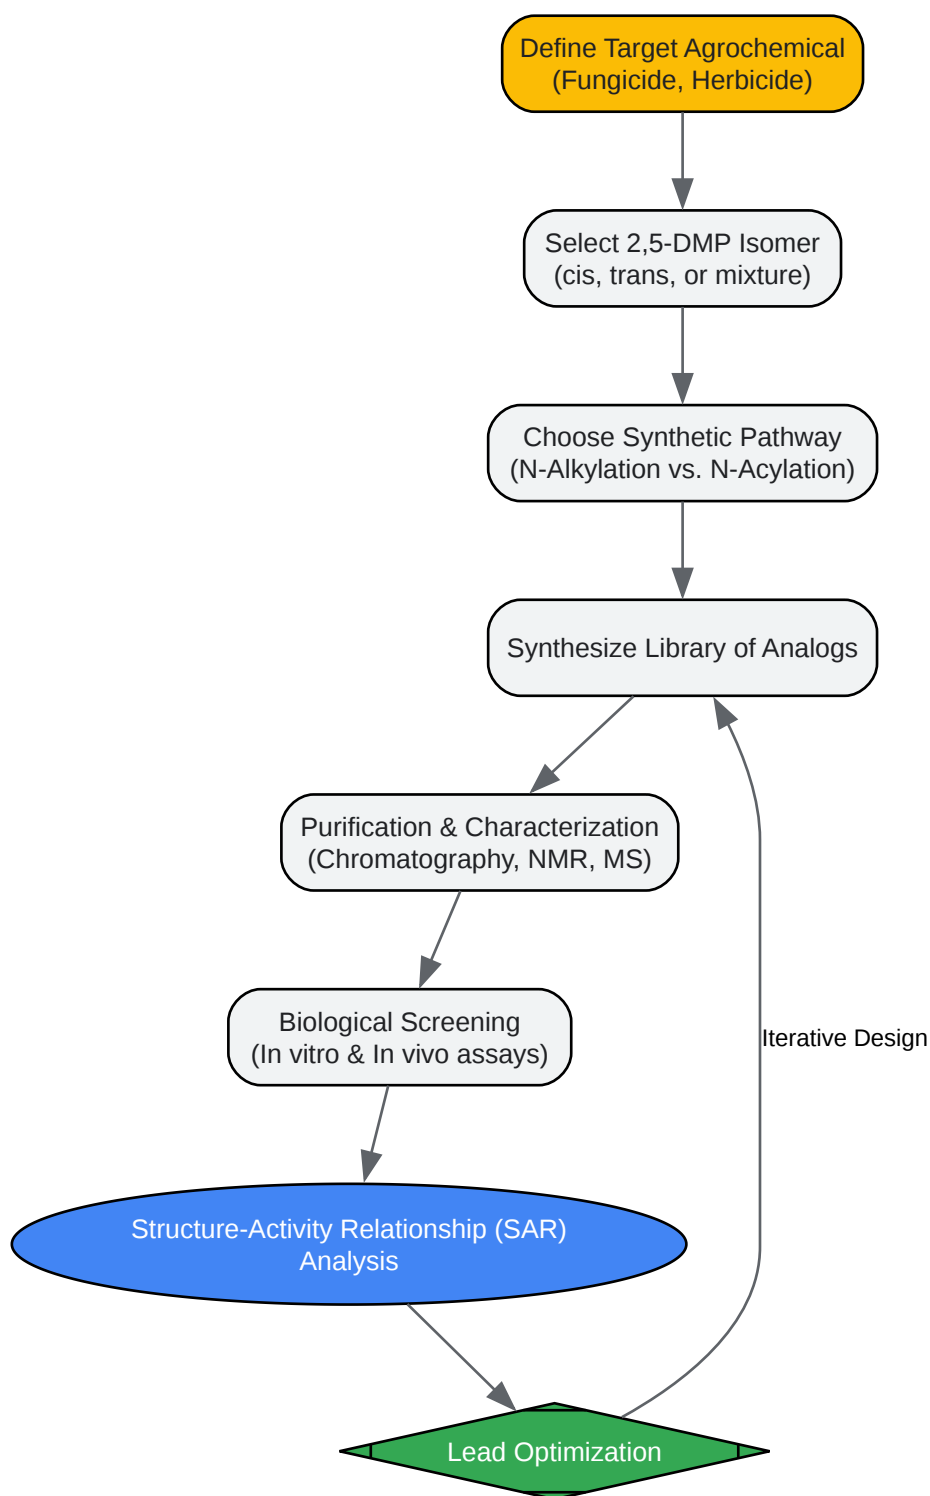 Define Target Agrochemical
(Fungicide, Herbicide)
Select 2,5-DMP Isomer
(cis, trans, or mixture)
Choose Synthetic Pathway
(N-Alkylation vs. N-Acylation)
Synthesize Library of Analogs
Purification & Characterization
(Chromatography, NMR, MS)
Biological Screening
(In vitro & In vivo assays)
Iterative Design
Structure-Activity Relationship (SAR)
Analysis
Lead Optimization